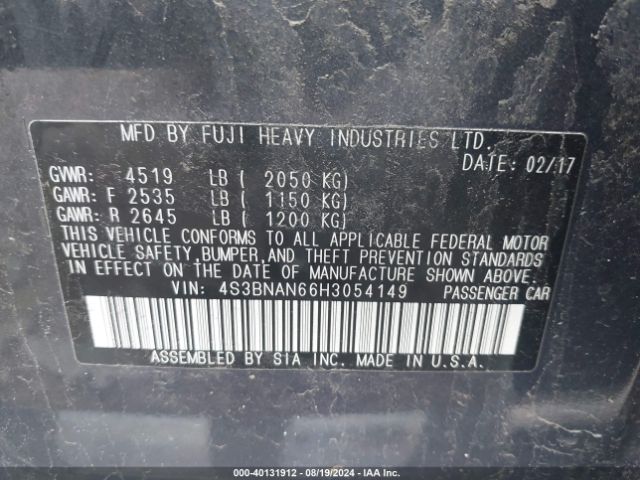 MFD BY FUJI HEAVY INDUSTRIES LTD.
DATE: 02/17
GVWR: 4519 LB ( 2050 KG)
GAWR: F 2535 LB ( 1150 KG)
GAWR: R 2645 LB ( 1200 KG)
THIS VEHICLE CONFORMS TO ALL APPLICABLE FEDERAL MOTOR
VEHICLE SAFETY, BUMPER, AND THEFT PREVENTION STANDARDS
IN EFFECT ON THE DATE OF MANUFACTURE SHOWN ABOVE.
VIN: 4S3BNAN66H3054149 PASSENGER CAR
ASSEMBLED BY SIA INC. MADE IN U.S.A.
000-40131912 - 08/19/2024 - IAA Inc.